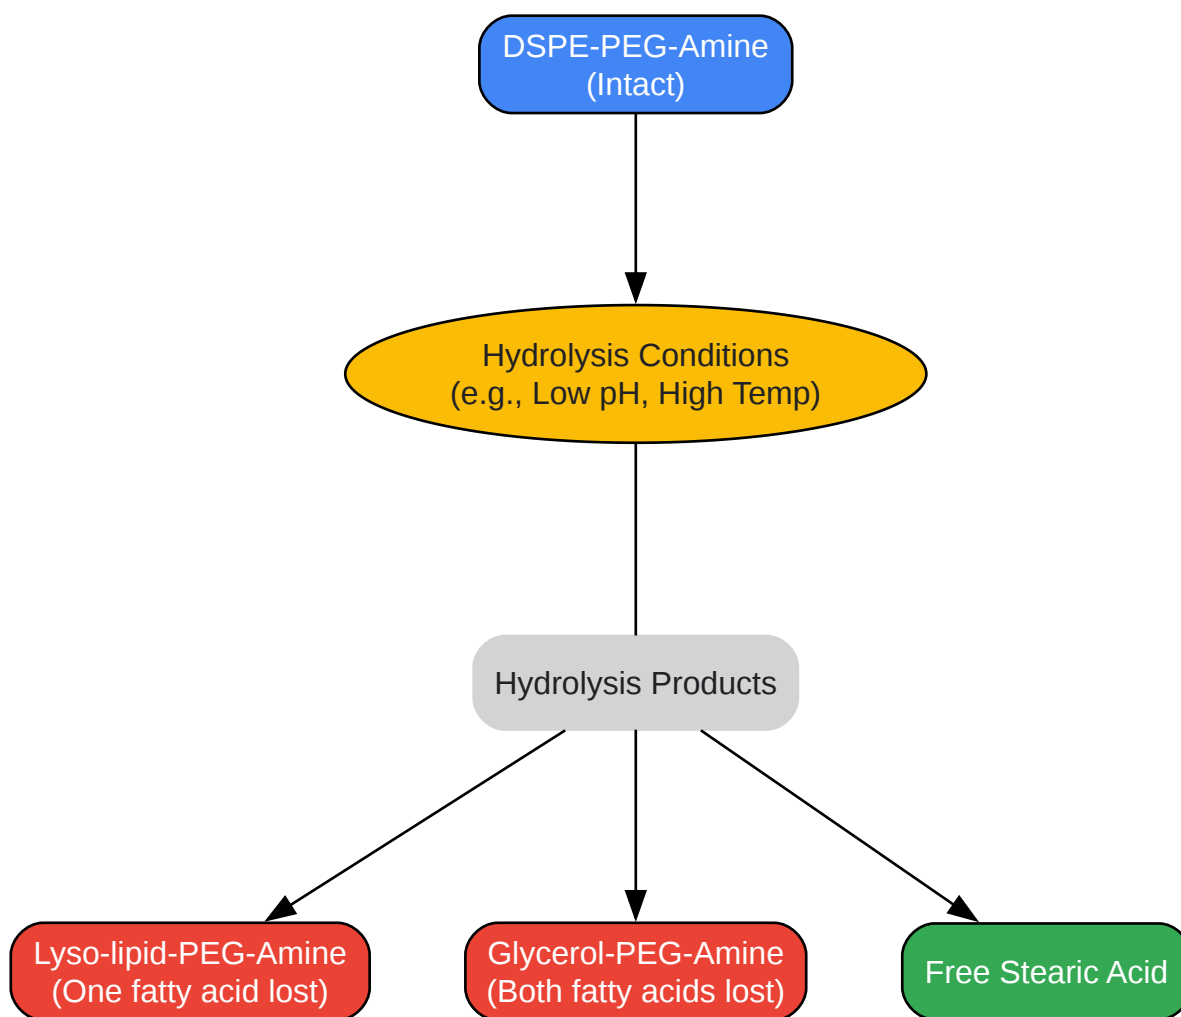 DSPE-PEG-Amine
(Intact)
Hydrolysis Conditions
(e.g., Low pH, High Temp)
Hydrolysis Products
Lyso-lipid-PEG-Amine
(One fatty acid lost)
Glycerol-PEG-Amine
(Both fatty acids lost)
Free Stearic Acid